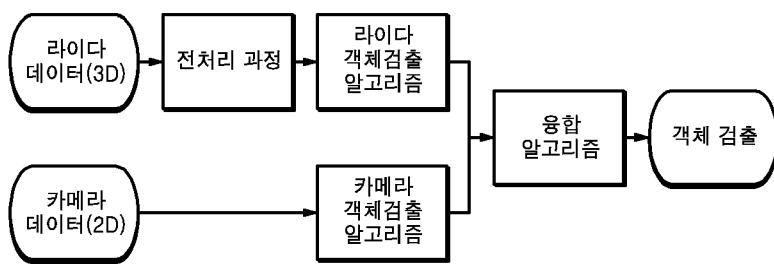 라이다
데이터(3D)
전처리 과정
라이다
객체검출
알고리즘
융합
알고리즘
객체 검출
카메라
데이터(2D)
카메라
객체검출
알고리즘